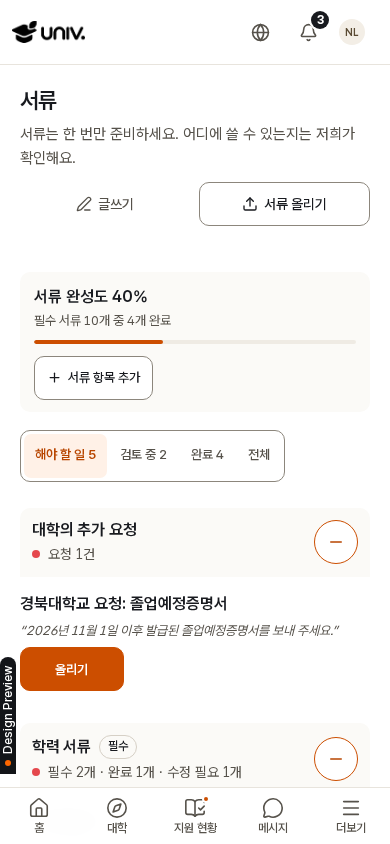 UNIV.
3
NL
서류
서류는 한 번만 준비하세요. 어디에 쓸 수 있는지는 저희가
확인해요.
글쓰기
서류 올리기
서류 완성도 40%
필수 서류 10개 중 4개 완료
서류 항목 추가
해야 할 일 5
검토 중 2
완료 4
전체
대학의 추가 요청
요청 1건
경북대학교 요청: 졸업예정증명서
“2026년 11월 1일 이후 발급된 졸업예정증명서를 보내 주세요.”
올리기
Design Preview
학력 서류
필수
필수 2개 · 완료 1개 · 수정 필요 1개
홈
대학
지원 현황
메시지
더보기